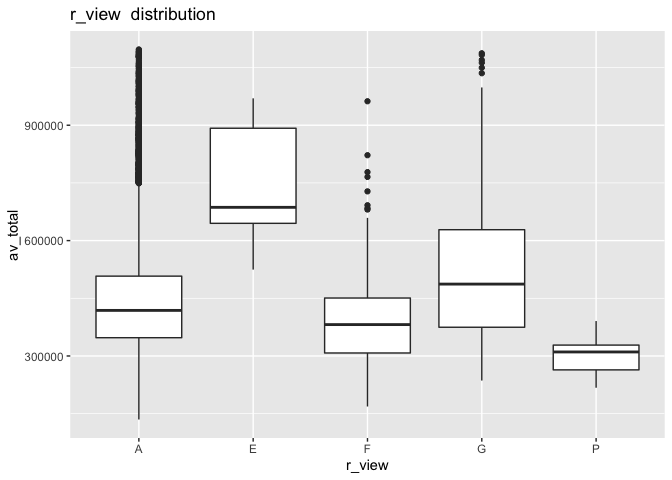 r_view distribution
av_total
900000
600000
300000
A E F G P
r_view